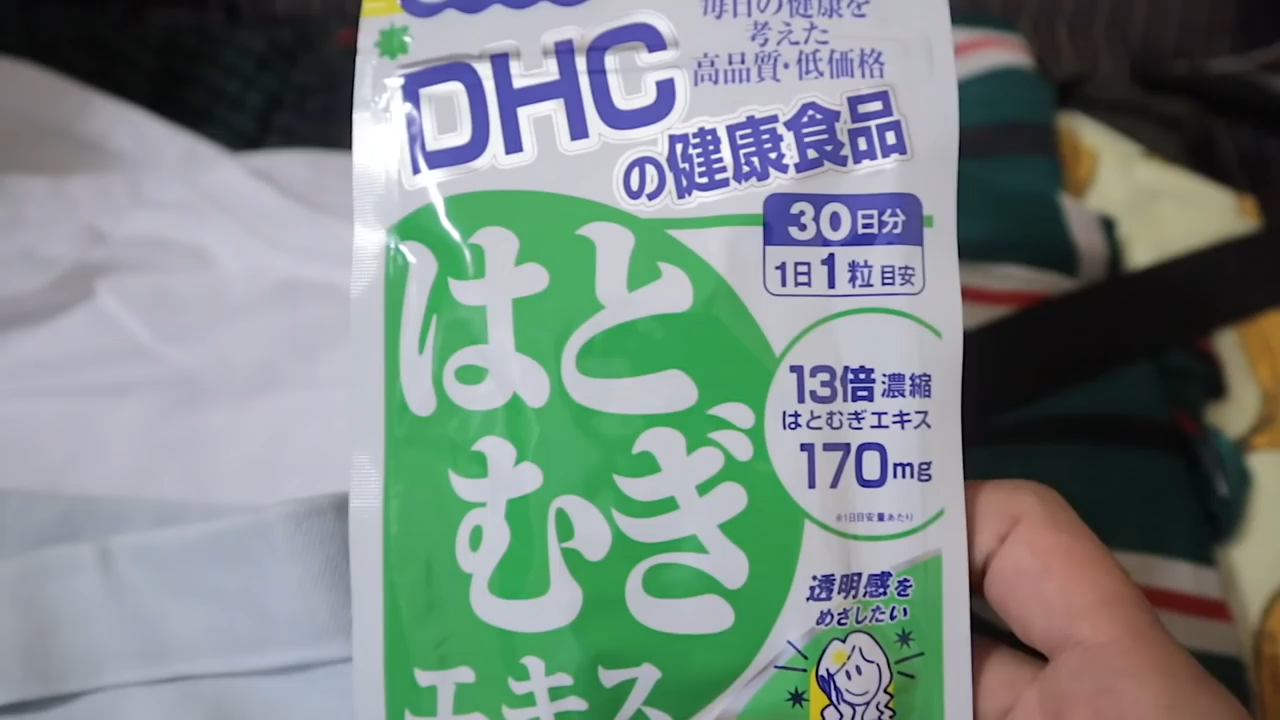 毎日の健康を
考えた
高品質・低価格
DHC
の健康食品
30日分
1日1粒目安
はと
むぎ
エキス
13倍濃縮
はとむぎエキス
170mg
※1日目安量あたり
透明感を
めざしたい